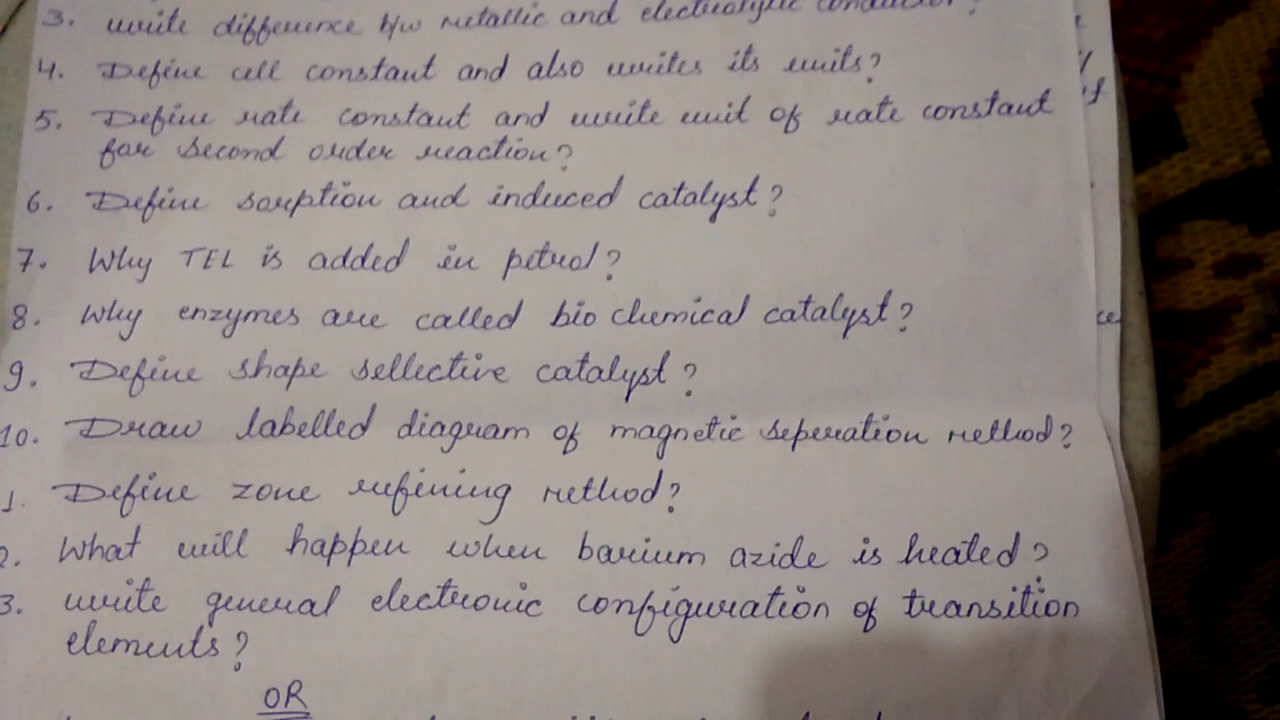 3. write difference b/w metallic and electrolytic conductor?
4. Define cell constant and also writes its units?
5. Define rate constant and write unit of rate constant
for second order reaction?
6. Define sorption and induced catalyst?
7. Why TEL is added in petrol?
8. Why enzymes are called bio chemical catalyst?
9. Define shape sellective catalyst?
10. Draw labelled diagram of magnetic seperation method?
1. Define zone refining method?
2. What will happen when barium azide is heated?
3. write general electronic configuration of transition
elements?
OR